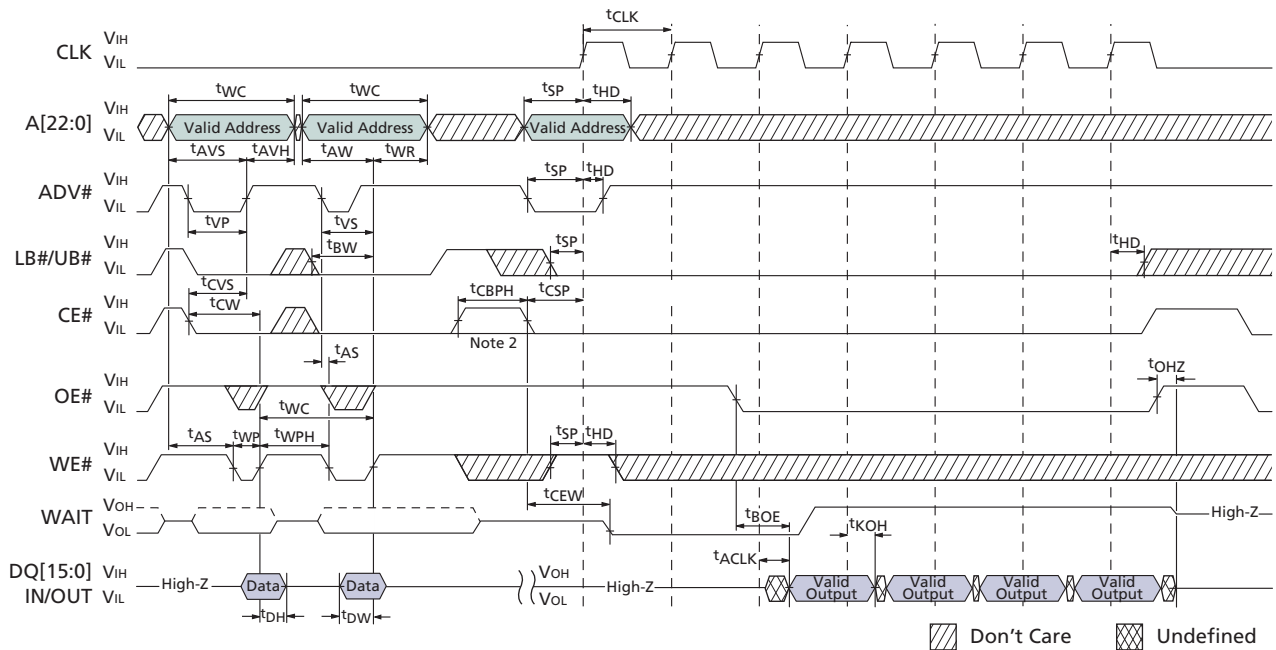 tCLK
CLK VIH
VIL
tWC tWC tSP tHD
A[22:0] VIH
VIL
Valid Address Valid Address Valid Address
tAVS tAVH tAW tWR
ADV# VIH
VIL
tSP tHD
tVP tVS
LB#/UB# VIH
VIL
tBW tSP tHD
tCVS
tCW tCBPH tCSP
CE# VIH
VIL
Note 2
tAS tOHZ
OE# VIH
VIL
tWC
tAS tWP tWPH tSP tHD
WE# VIH
VIL
tCEW
WAIT VOH
VOL
High-Z
tBOE tKOH
tACLK
DQ[15:0] VIH
IN/OUT VIL
High-Z Data Data VOH
VOL
High-Z Valid Output Valid Output Valid Output Valid Output
tDH tDW
Don't Care Undefined